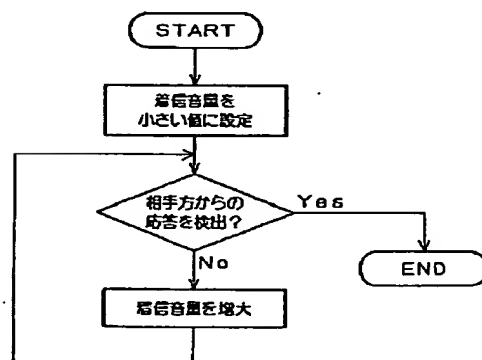 START
着信音量を
小さい値に設定
相手方からの
応答を検出？
Yes
No
END
着信音量を増大